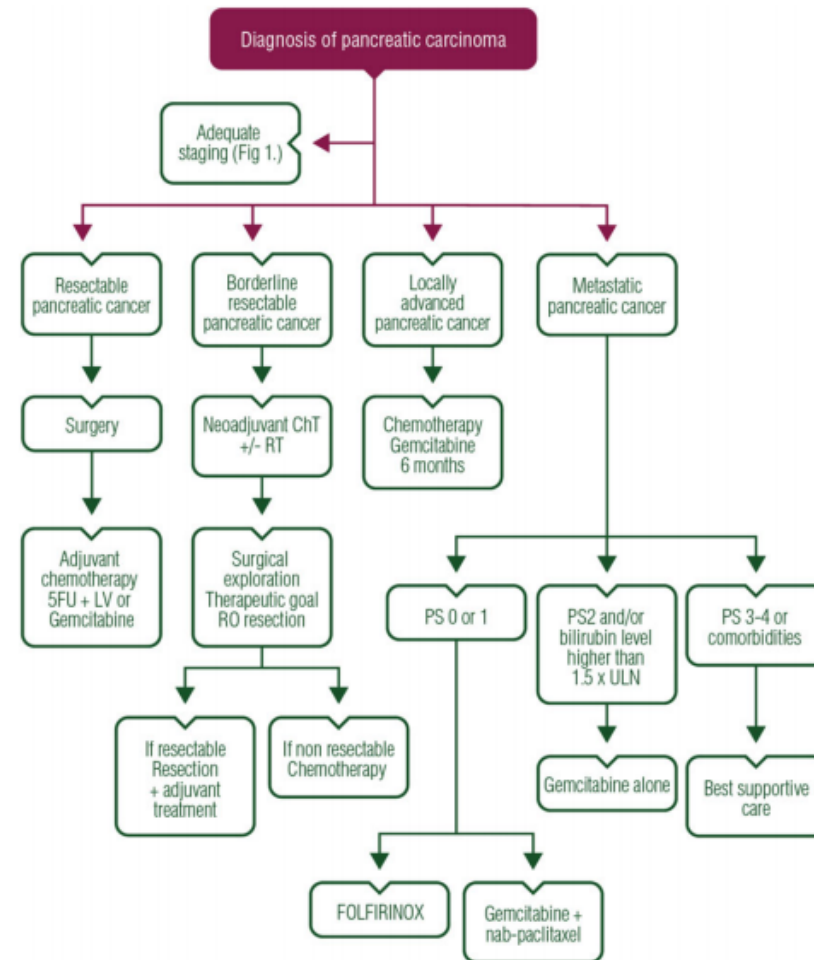 Diagnosis of pancreatic carcinoma
Adequate
staging (Fig 1.)
Resectable
pancreatic cancer
Borderline
resectable
pancreatic cancer
Locally
advanced
pancreatic cancer
Metastatic
pancreatic cancer
Surgery
Neoadjuvant ChT
+/- RT
Chemotherapy
Gemcitabine
6 months
Adjuvant
chemotherapy
5FU + LV or
Gemcitabine
Surgical
exploration
Therapeutic goal
RO resection
PS 0 or 1
PS2 and/or
bilirubin level
higher than
1.5 x ULN
PS 3-4 or
comorbidities
If resectable
Resection
+ adjuvant
treatment
If non resectable
Chemotherapy
Gemcitabine alone
Best supportive
care
FOLFIRINOX
Gemcitabine +
nab-paclitaxel